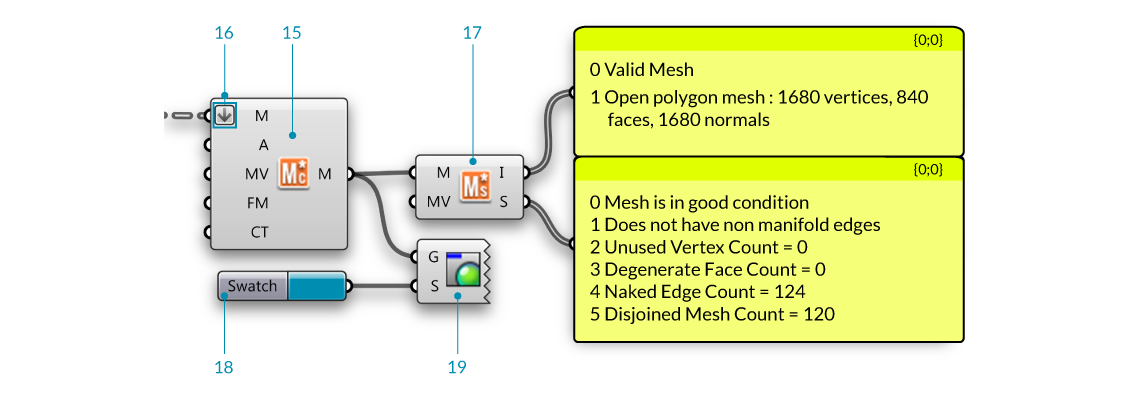 16
15
17
{0;0}
0 Valid Mesh
1 Open polygon mesh : 1680 vertices, 840
faces, 1680 normals
M
A
MV
FM
CT
Mc
M
M
MV
Ms
I
S
{0;0}
0 Mesh is in good condition
1 Does not have non manifold edges
2 Unused Vertex Count = 0
3 Degenerate Face Count = 0
4 Naked Edge Count = 124
5 Disjoined Mesh Count = 120
G
S
Swatch
18
19